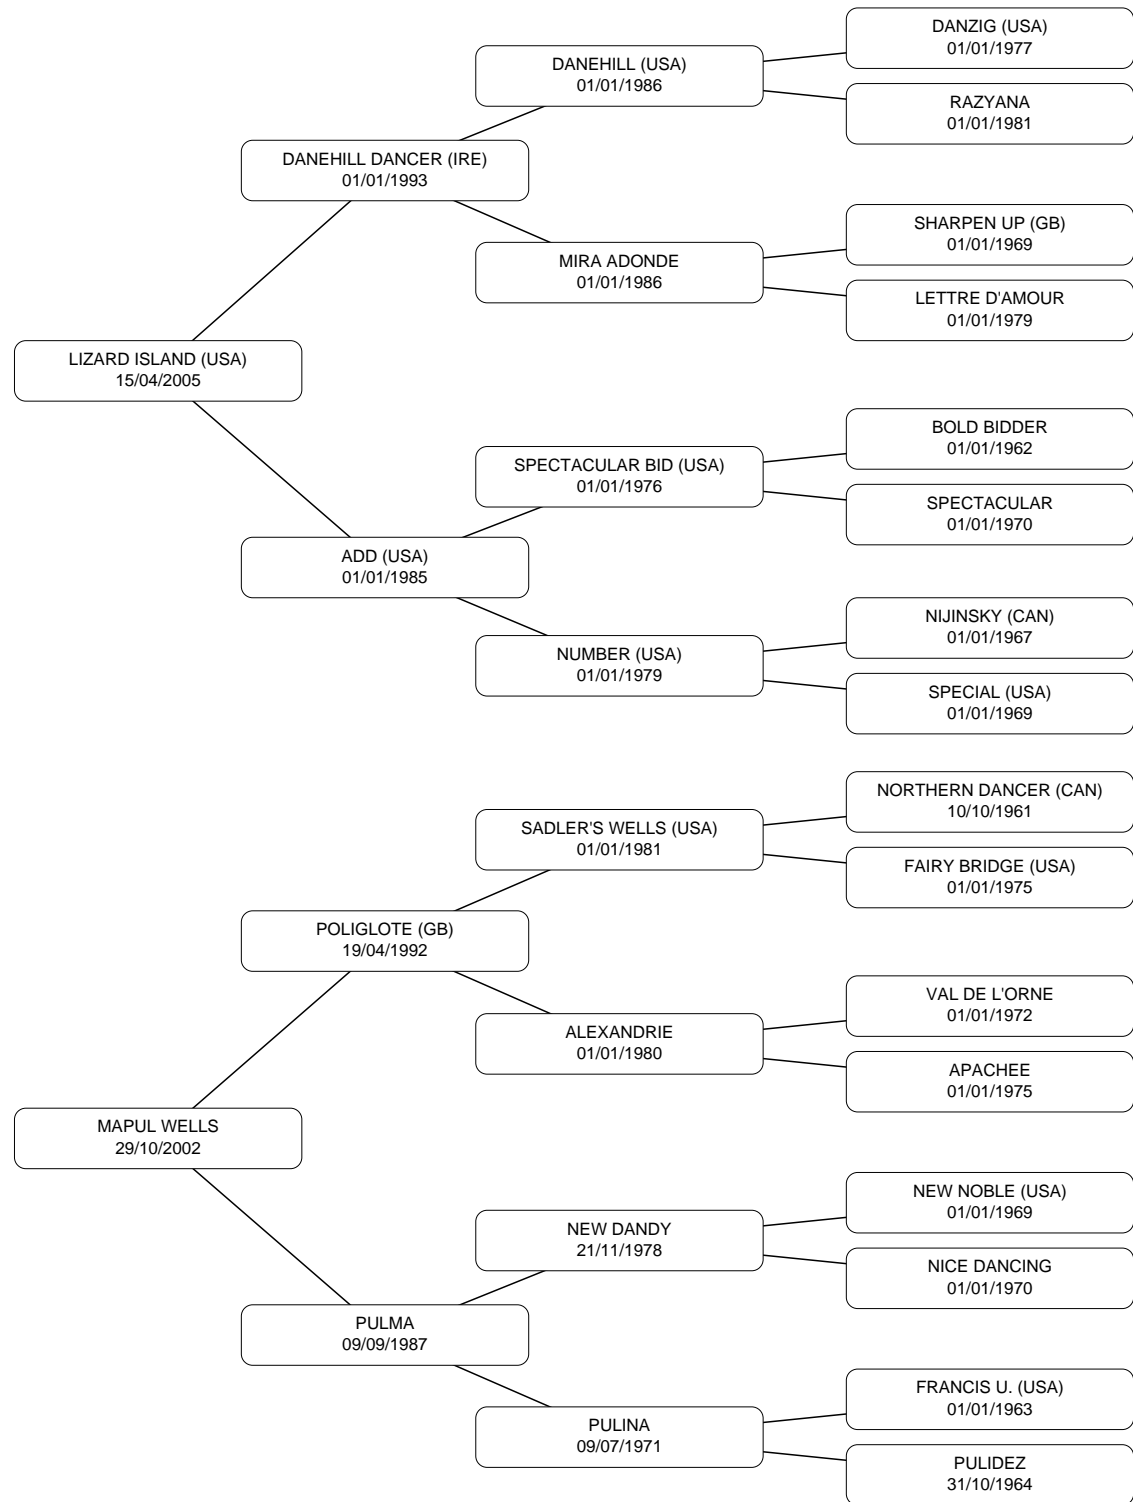 DANZIG (USA)
01/01/1977
DANEHILL (USA)
01/01/1986
RAZYANA
01/01/1981
DANEHILL DANCER (IRE)
01/01/1993
SHARPEN UP (GB)
01/01/1969
MIRA ADONDE
01/01/1986
LETTRE D'AMOUR
01/01/1979
LIZARD ISLAND (USA)
15/04/2005
BOLD BIDDER
01/01/1962
SPECTACULAR BID (USA)
01/01/1976
SPECTACULAR
01/01/1970
ADD (USA)
01/01/1985
NIJINSKY (CAN)
01/01/1967
NUMBER (USA)
01/01/1979
SPECIAL (USA)
01/01/1969
NORTHERN DANCER (CAN)
10/10/1961
SADLER'S WELLS (USA)
01/01/1981
FAIRY BRIDGE (USA)
01/01/1975
POLIGLOTE (GB)
19/04/1992
VAL DE L'ORNE
01/01/1972
ALEXANDRIE
01/01/1980
APACHEE
01/01/1975
MAPUL WELLS
29/10/2002
NEW NOBLE (USA)
01/01/1969
NEW DANDY
21/11/1978
NICE DANCING
01/01/1970
PULMA
09/09/1987
FRANCIS U. (USA)
01/01/1963
PULINA
09/07/1971
PULIDEZ
31/10/1964